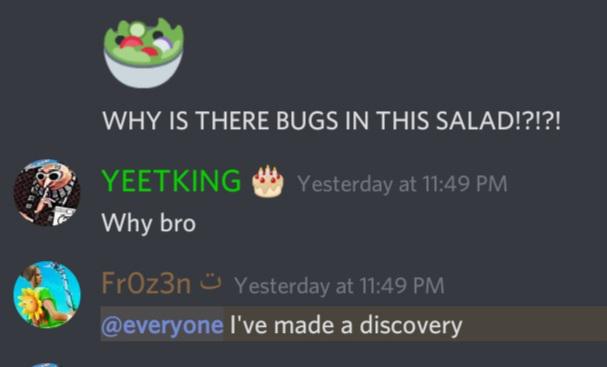 WHY IS THERE BUGS IN THIS SALAD!?!?!
YEETKING Yesterday at 11:49 PM
Why bro
FrOz3n ت Yesterday at 11:49 PM
@everyone I've made a discovery